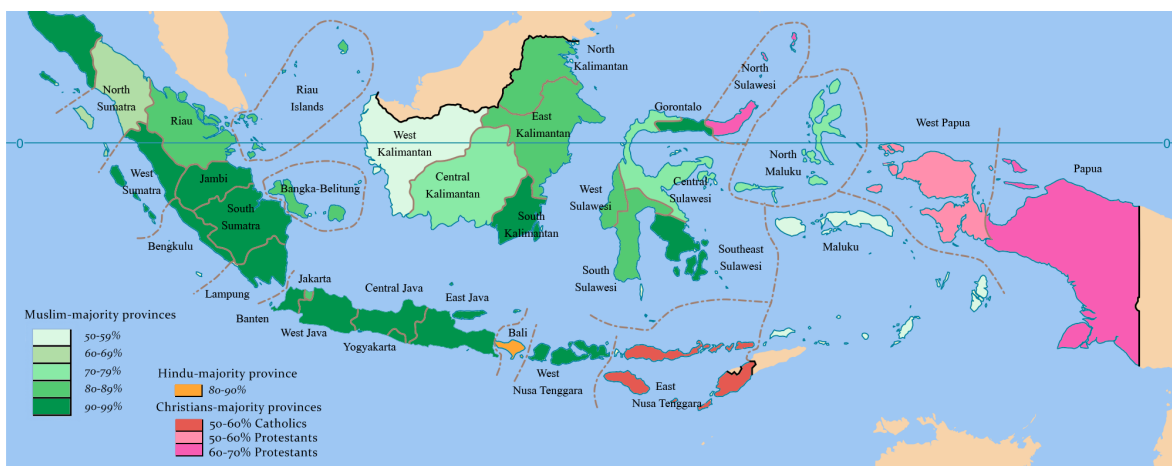 North
Kalimantan
North
Sulawesi
North
Sumatra
Riau
Islands
Riau
Gorontalo
East
Kalimantan
West Papua
West
Kalimantan
0
0
North
Maluku
West
Sumatra
Jambi
Bangka-Belitung
Central
Kalimantan
West
Sulawesi
Central
Sulawesi
Papua
South
Sumatra
South
Kalimantan
Bengkulu
Southeast
Sulawesi
Maluku
South
Sulawesi
Lampung
Jakarta
Central Java
East Java
Banten
West Java
Yogyakarta
Bali
West
Nusa Tenggara
East
Nusa Tenggara
Muslim-majority provinces
50-59%
60-69%
70-79%
80-89%
90-99%
Hindu-majority province
80-90%
Christians-majority provinces
50-60% Catholics
50-60% Protestants
60-70% Protestants